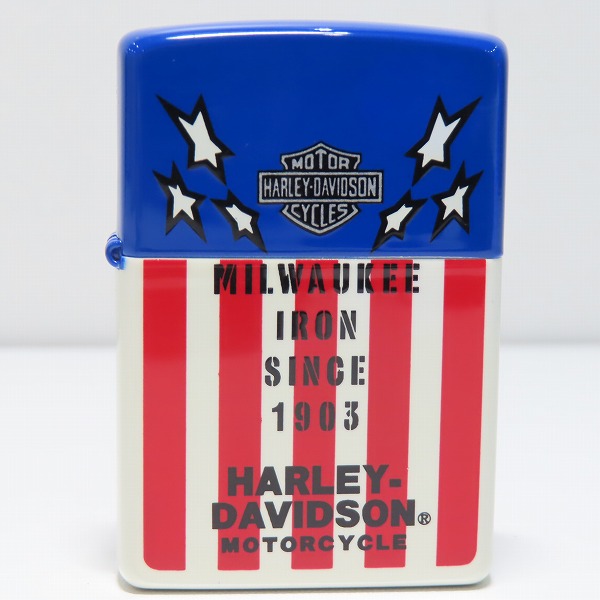 MOTOR
HARLEY-DAVIDSON
CYCLES
MILWAUKEE
IRON
SINCE
1903
HARLEY-
DAVIDSON®
MOTORCYCLE